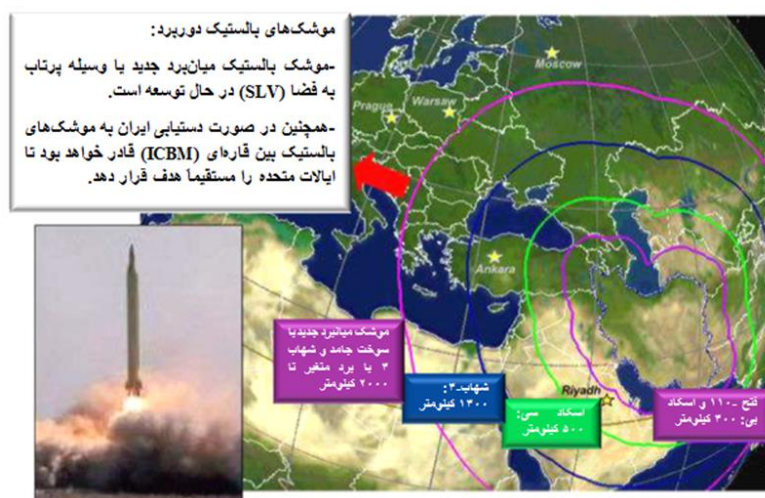 موشک‌های بالستیک دوربرد:
-موشک بالستیک میان‌برد جدید یا وسیله پرتاب
به فضا (SLV) در حال توسعه است.
-همچنین در صورت دستیابی ایران به موشک‌های
بالستیک بین قاره‌ای (ICBM) قادر خواهد بود تا
ایالات متحده را مستقیماً هدف قرار دهد.
Moscow
Prague
Warsaw
Ankara
Riyadh
موشک میانبرد جدید با
سوخت جامد و شهاب
۳ با برد متغیر تا
۲۰۰۰ کیلومتر
شهاب-۳:
۱۳۰۰ کیلومتر
اسکاد سی:
۵۰۰ کیلومتر
فتح -۱۱۰ و اسکاد
بی: ۳۰۰ کیلومتر